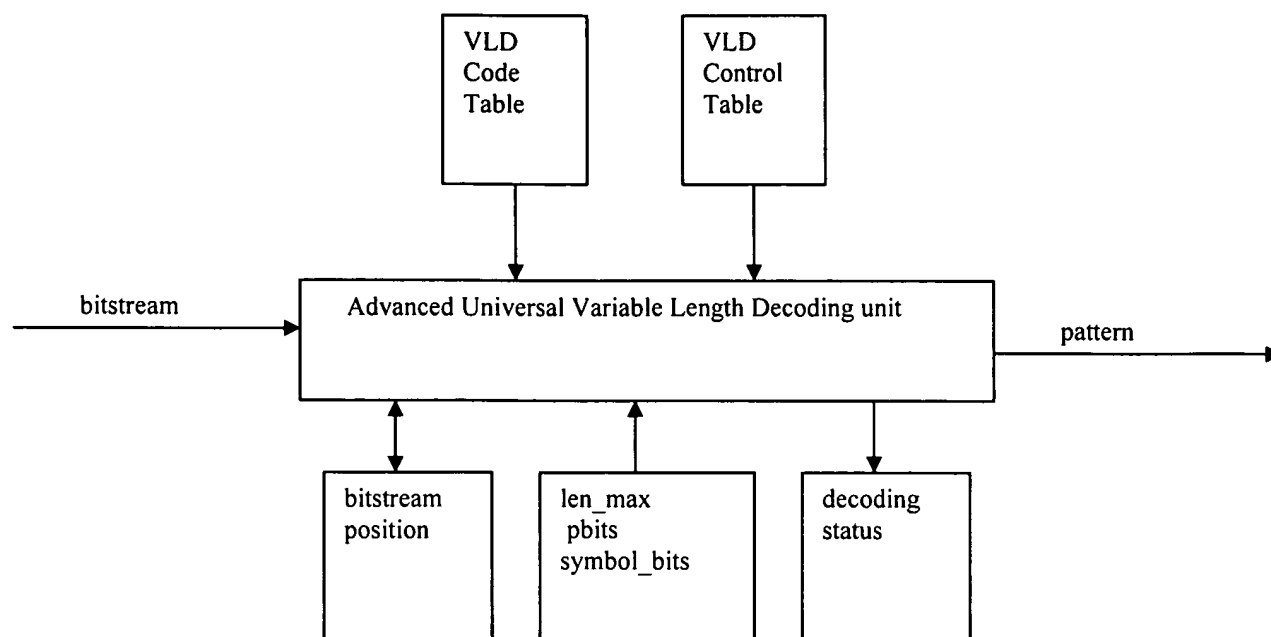 VLD
Code
Table
VLD
Control
Table
bitstream
Advanced Universal Variable Length Decoding unit
pattern
bitstream
position
len_max
pbits
symbol_bits
decoding
status